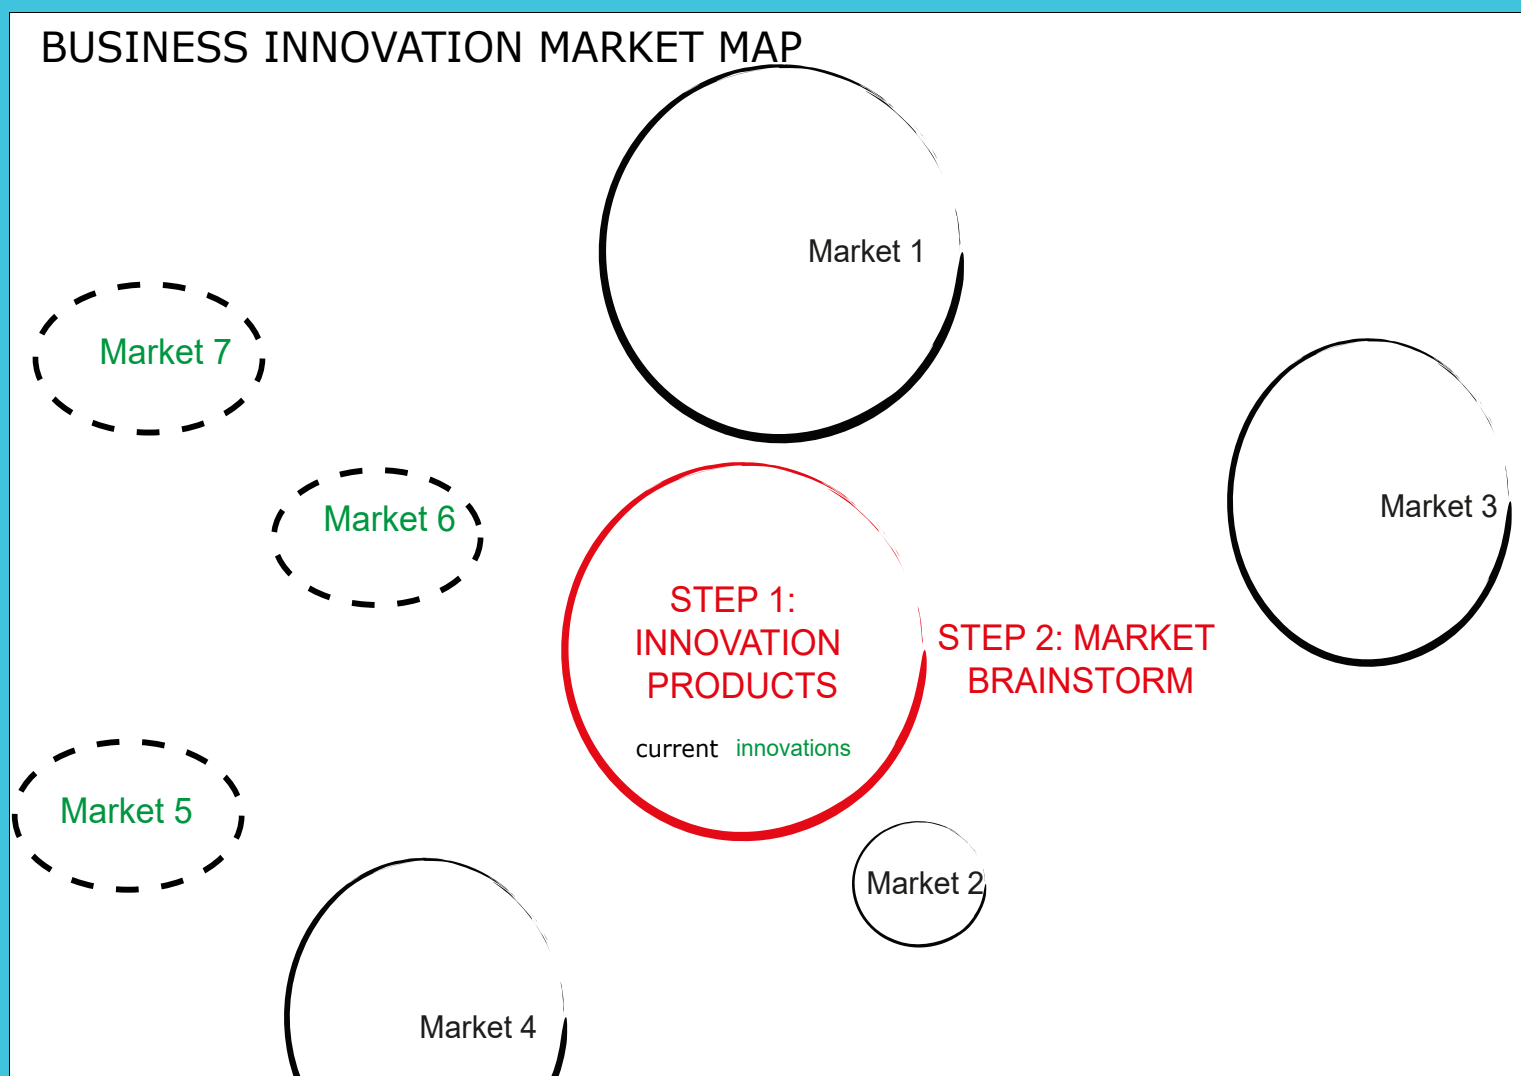 BUSINESS INNOVATION MARKET MAP
Market 1
Market 7
Market 3
Market 6
STEP 1:
INNOVATION
PRODUCTS
current innovations
STEP 2: MARKET
BRAINSTORM
Market 5
Market 2
Market 4